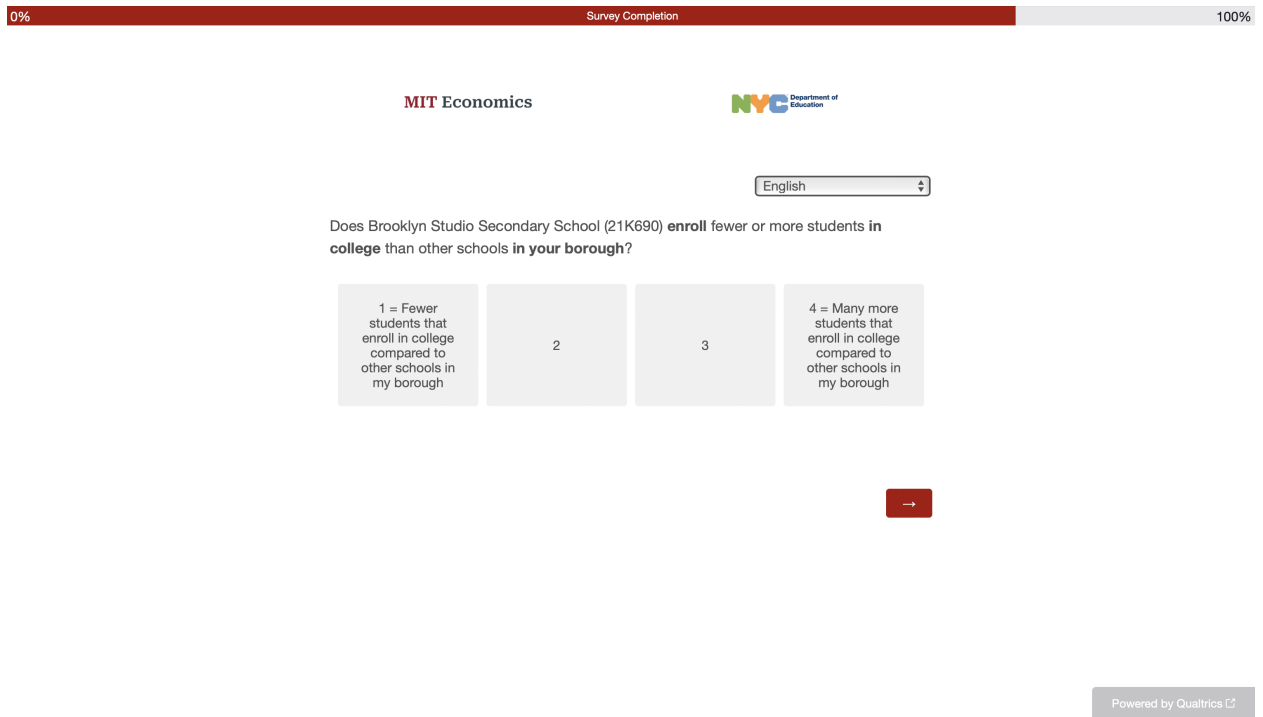 0%
Survey Completion
100%
MIT Economics
NYC Department of
Education
English
Does Brooklyn Studio Secondary School (21K690) enroll fewer or more students in
college than other schools in your borough?
1 = Fewer
students that
enroll in college
compared to
other schools in
my borough
2
3
4 = Many more
students that
enroll in college
compared to
other schools in
my borough
→
Powered by Qualtrics